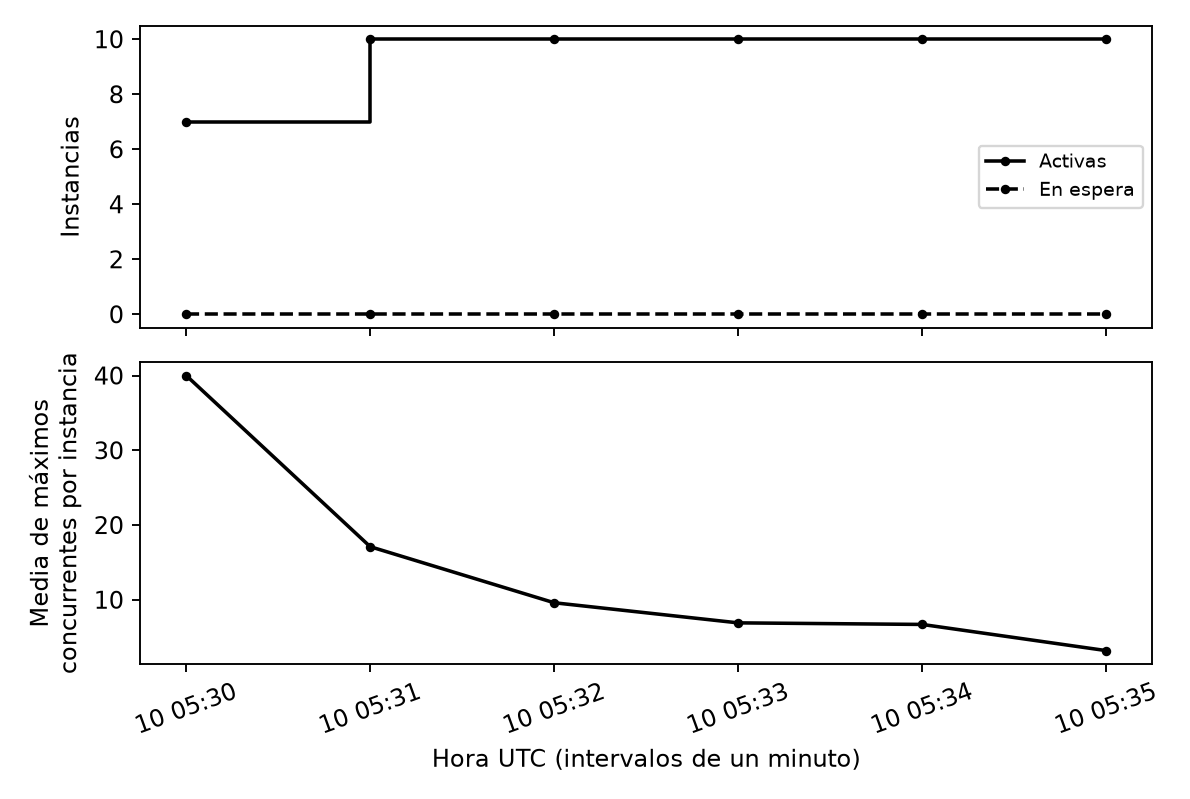 10
8
6
4
2
0
Instancias
Activas
En espera
40
30
20
10
Media de máximos
concurrentes por instancia
10 05:30
10 05:31
10 05:32
10 05:33
10 05:34
10 05:35
Hora UTC (intervalos de un minuto)